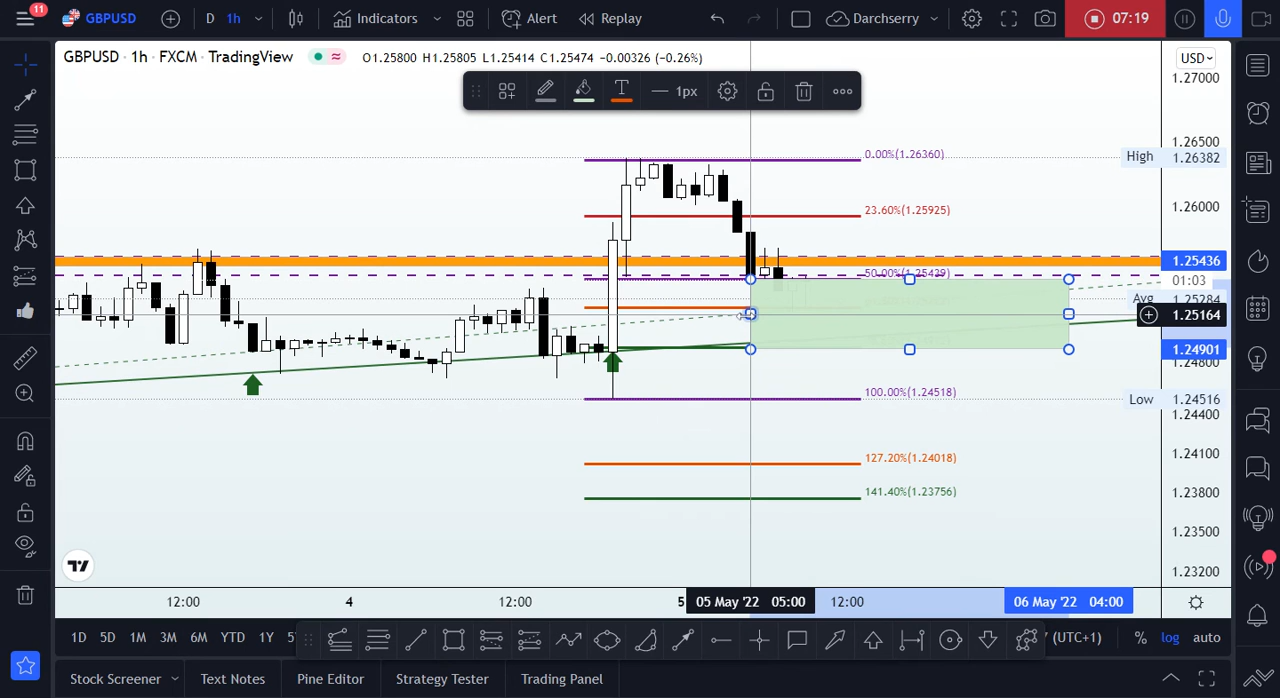 11
GBPUSD
D
1h
Indicators
Alert
Replay
Darchserry
07:19
GBPUSD · 1h · FXCM · TradingView
O1.25800 H1.25805 L1.25414 C1.25474 -0.00326 (-0.26%)
USD
T
1px
1.27000
1.26500
High 1.26382
1.26000
1.25436
01:03
Avg 1.25284
1.25164
1.24901
1.24800
Low 1.24516
1.24400
1.24100
1.23800
1.23500
1.23200
0.00%(1.26360)
23.60%(1.25925)
50.00%(1.25429)
100.00%(1.24518)
127.20%(1.24018)
141.40%(1.23756)
12:00
4
12:00
5
05 May '22 05:00
12:00
06 May '22 04:00
1D 5D 1M 3M 6M YTD 1Y
(UTC+1)
% log auto
Stock Screener
Text Notes
Pine Editor
Strategy Tester
Trading Panel